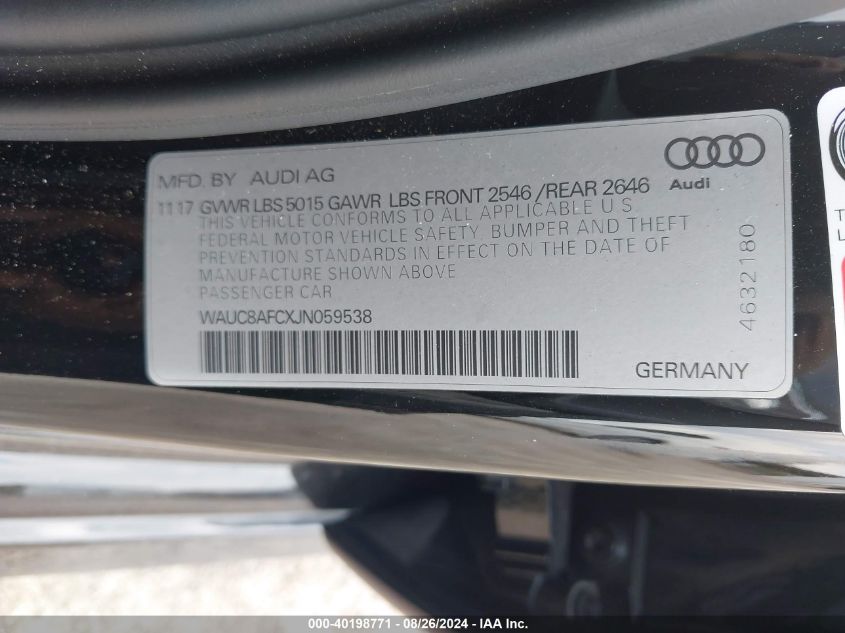 MFD. BY AUDI AG
Audi
11 17 GVWR LBS 5015 GAWR LBS FRONT 2546 /REAR 2646
THIS VEHICLE CONFORMS TO ALL APPLICABLE U S
FEDERAL MOTOR VEHICLE SAFETY, BUMPER AND THEFT
PREVENTION STANDARDS IN EFFECT ON THE DATE OF
MANUFACTURE SHOWN ABOVE
PASSENGER CAR
WAUC8AFCXJN059538
4632180
GERMANY
T
L
000-40198771 - 08/26/2024 - IAA Inc.